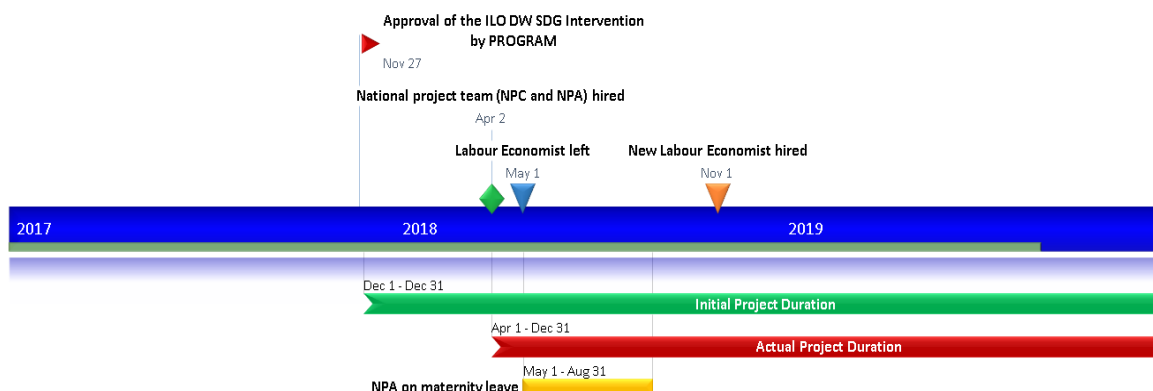 Approval of the ILO DW SDG Intervention
by PROGRAM
Nov 27
National project team (NPC and NPA) hired
Apr 2
Labour Economist left
May 1
New Labour Economist hired
Nov 1
2017
2018
2019
Dec 1 - Dec 31
Initial Project Duration
Apr 1 - Dec 31
Actual Project Duration
May 1 - Aug 31
NPA on maternity leave